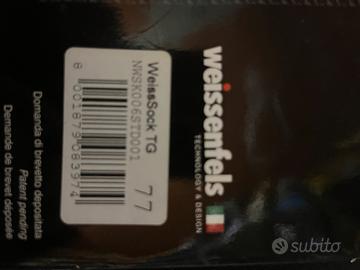 weissenfels
TECHNOLOGY & DESIGN
WeissSock TG 77
NWSK006STD001
8 001879 083974
Domanda di brevetto depositata
Patent pending
Demande de brevet déposée
subito